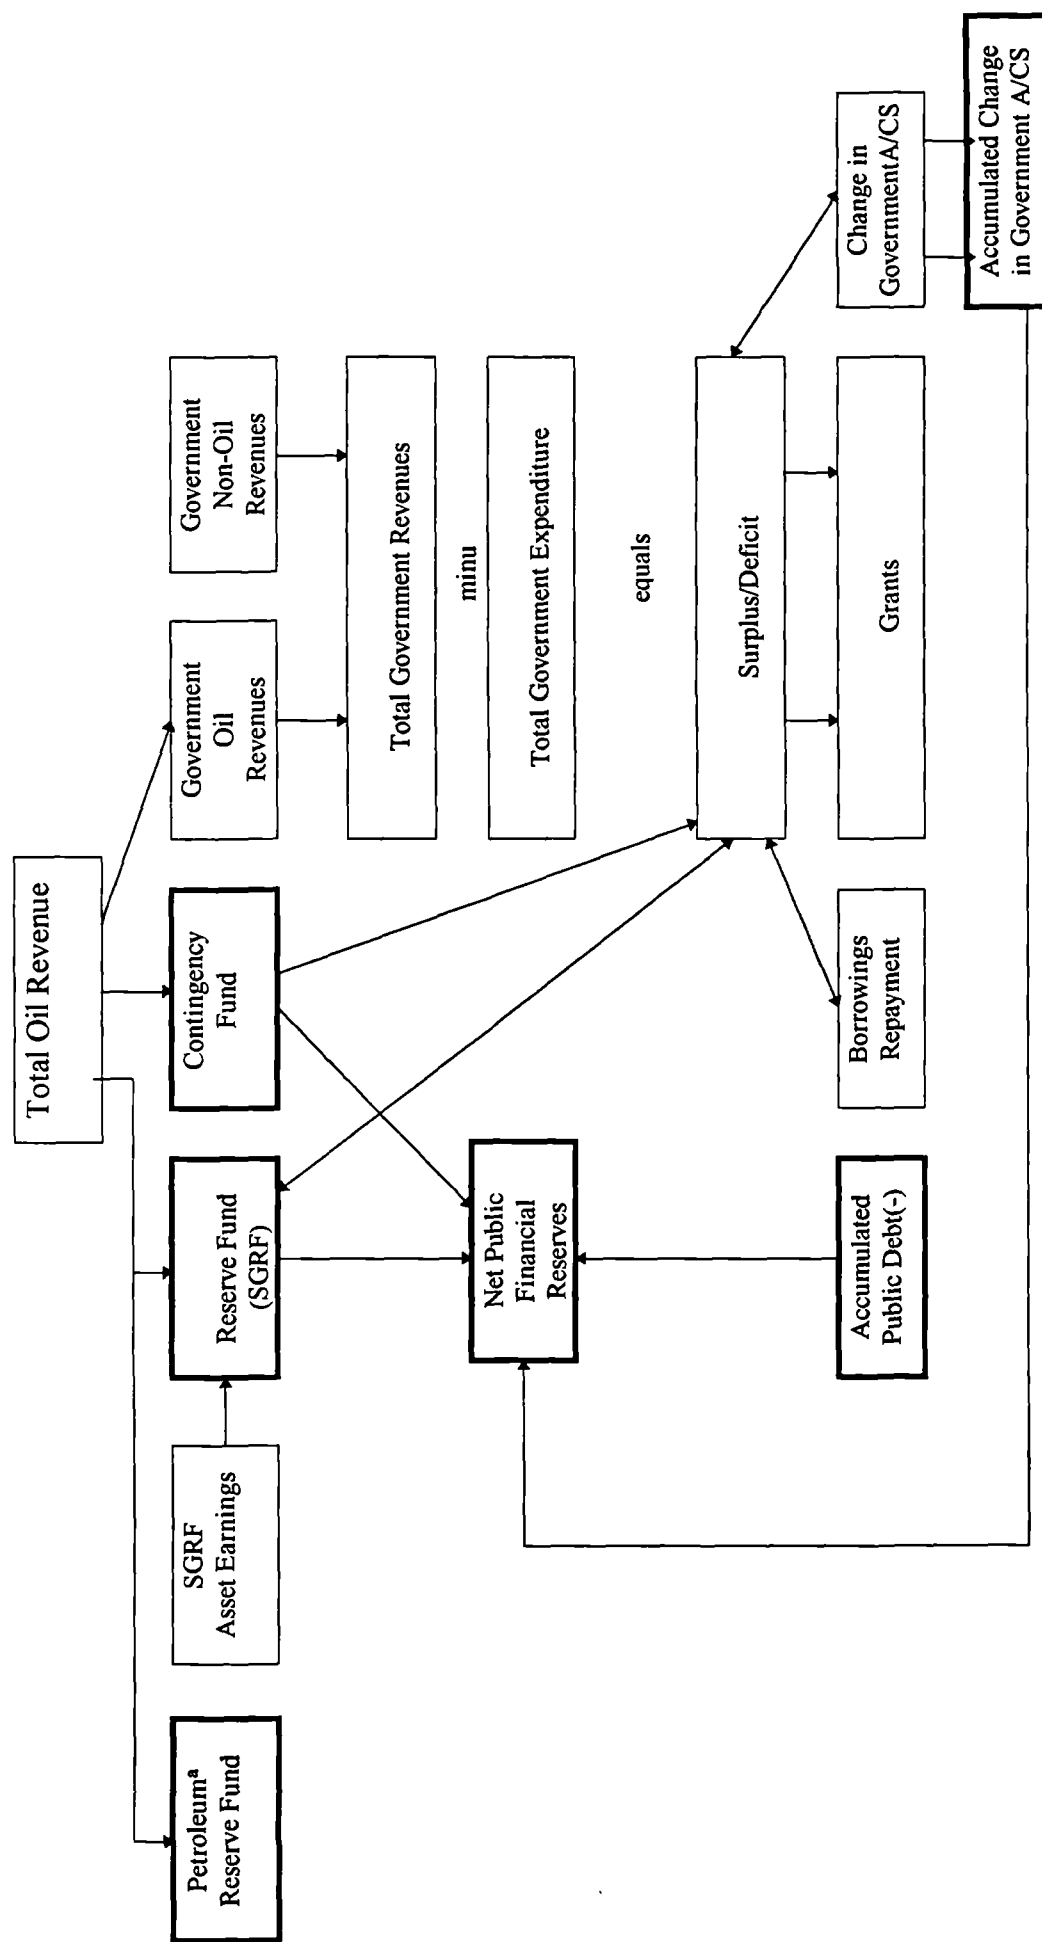 Total Oil Revenue
Petroleumᵃ
Reserve Fund
SGRF
Asset Earnings
Reserve Fund
(SGRF)
Contingency
Fund
Government
Oil
Revenues
Government
Non-Oil
Revenues
Total Government Revenues
minu
Total Government Expenditure
Net Public
Financial
Reserves
equals
Surplus/Deficit
Accumulated
Public Debt(-)
Borrowings
Repayment
Grants
Change in
GovernmentA/CS
Accumulated Change
in Government A/CS